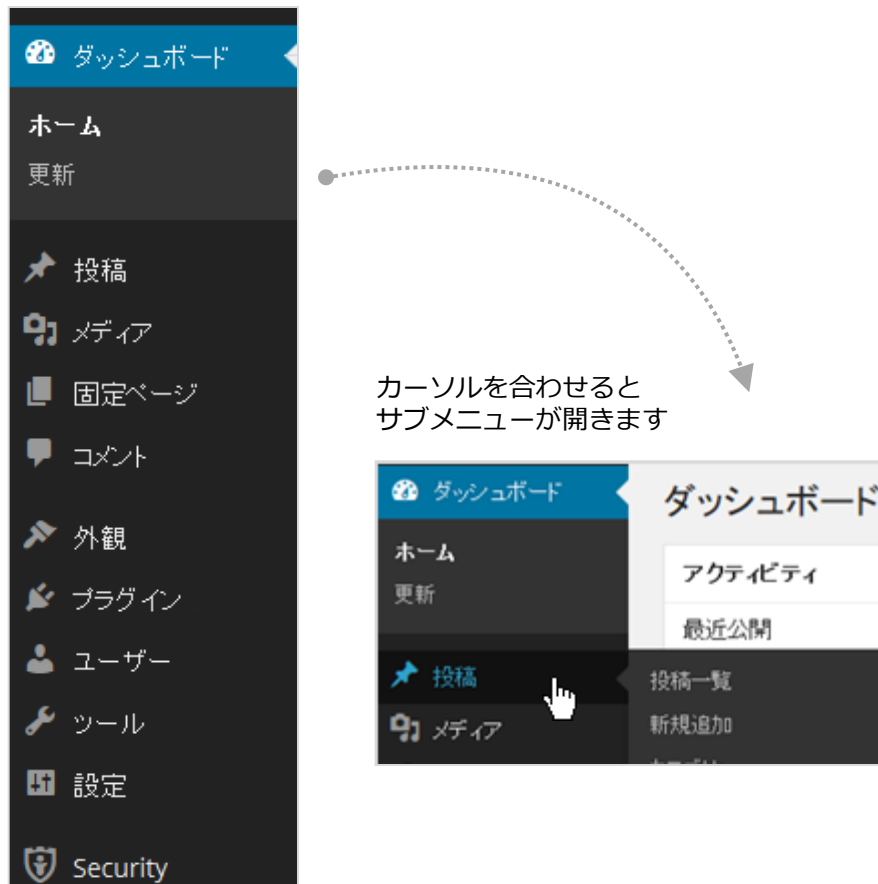 ダッシュボード
ホーム
更新
投稿
メディア
固定ページ
コメント
外観
プラグイン
ユーザー
ツール
設定
Security
カーソルを合わせると
サブメニューが開きます
ダッシュボード
ホーム
更新
投稿
メディア
ダッシュボード
アクティビティ
最近公開
投稿一覧
新規追加